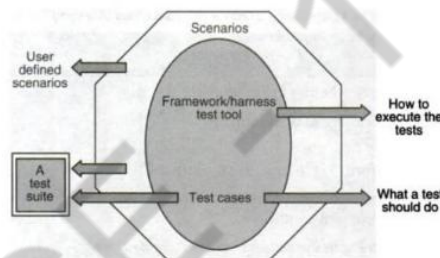 Scenarios
User
defined
scenarios
Framework/harness
test tool
How to
execute the
tests
A
test
suite
Test cases
What a test
should do